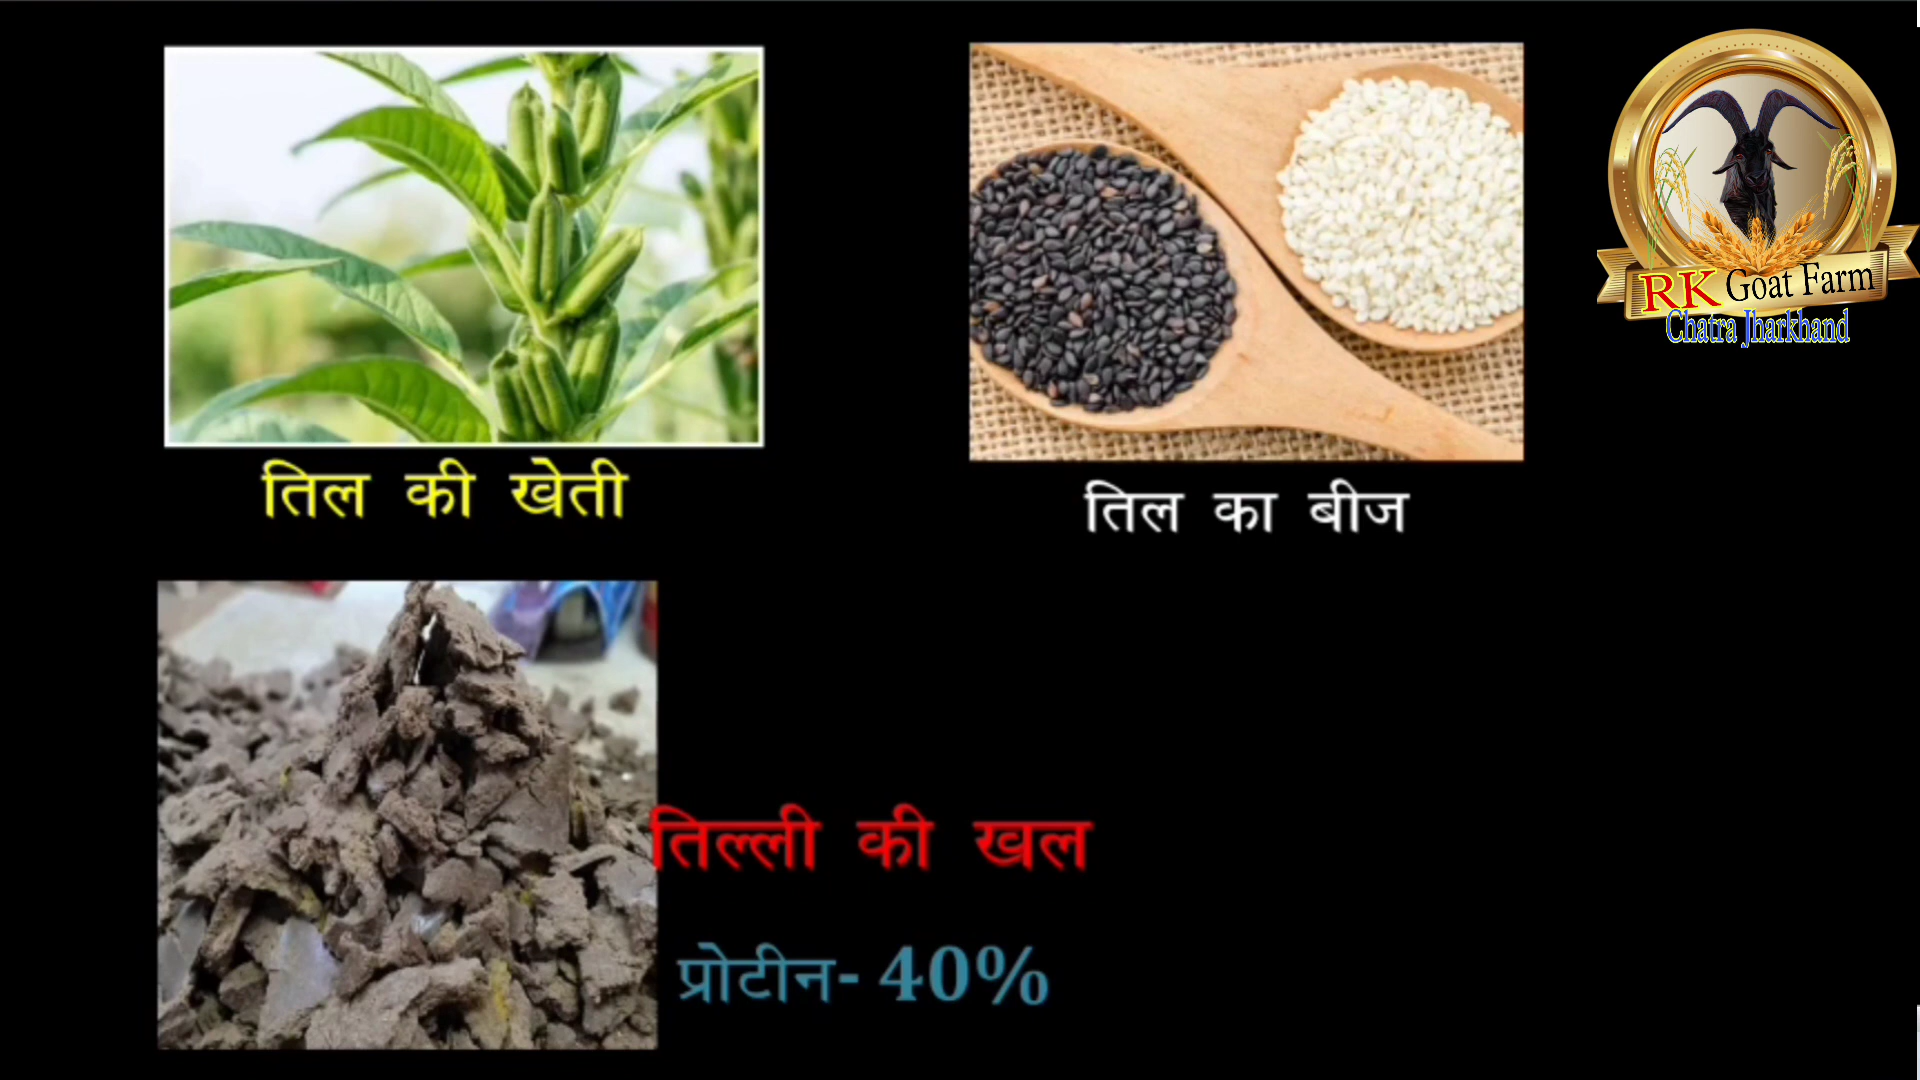 RK Goat Farm
Chatra Jharkhand
तिल की खेती
तिल का बीज
तिल्ली की खल
प्रोटीन- 40%